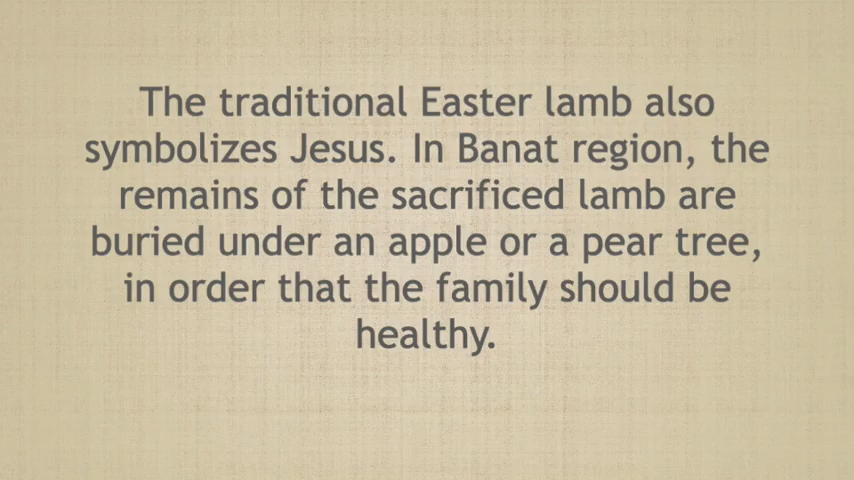 The traditional Easter lamb also
symbolizes Jesus. In Banat region, the
remains of the sacrificed lamb are
buried under an apple or a pear tree,
in order that the family should be
healthy.